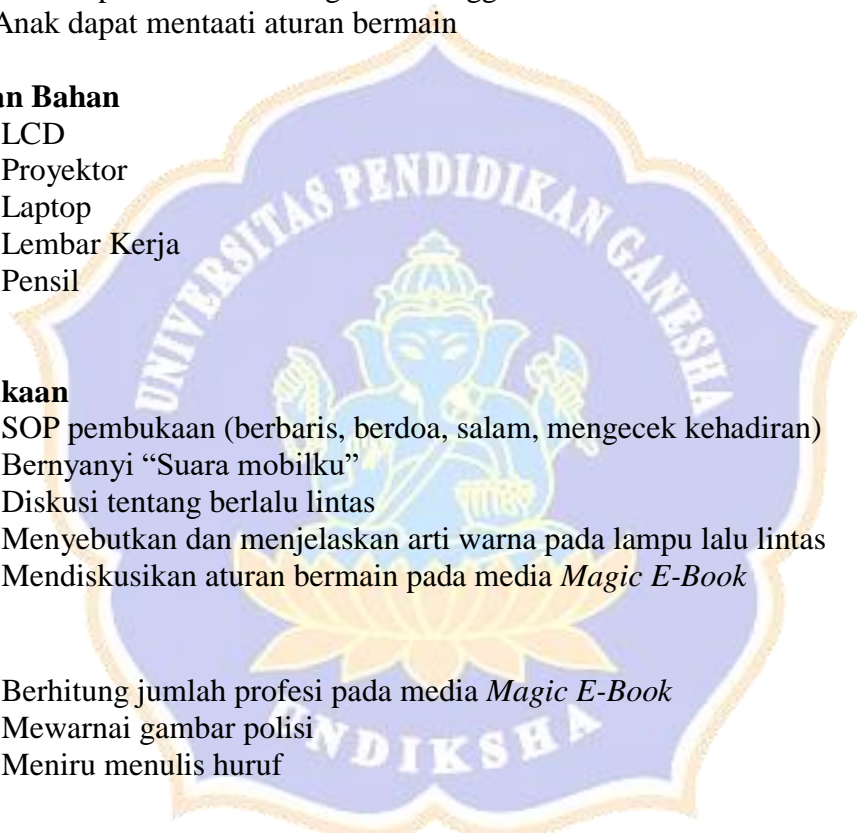 Anak dapat mentaati aturan bermain
an Bahan
LCD
Proyektor
Laptop
Lembar Kerja
Pensil
kaan
SOP pembukaan (berbaris, berdoa, salam, mengecek kehadiran)
Bernyanyi “Suara mobilku”
Diskusi tentang berlalu lintas
Menyebutkan dan menjelaskan arti warna pada lampu lalu lintas
Mendiskusikan aturan bermain pada media Magic E-Book
Berhitung jumlah profesi pada media Magic E-Book
Mewarnai gambar polisi
Meniru menulis huruf
UNIVERSITAS PENDIDIKAN GANESHA
UNDIKSHA